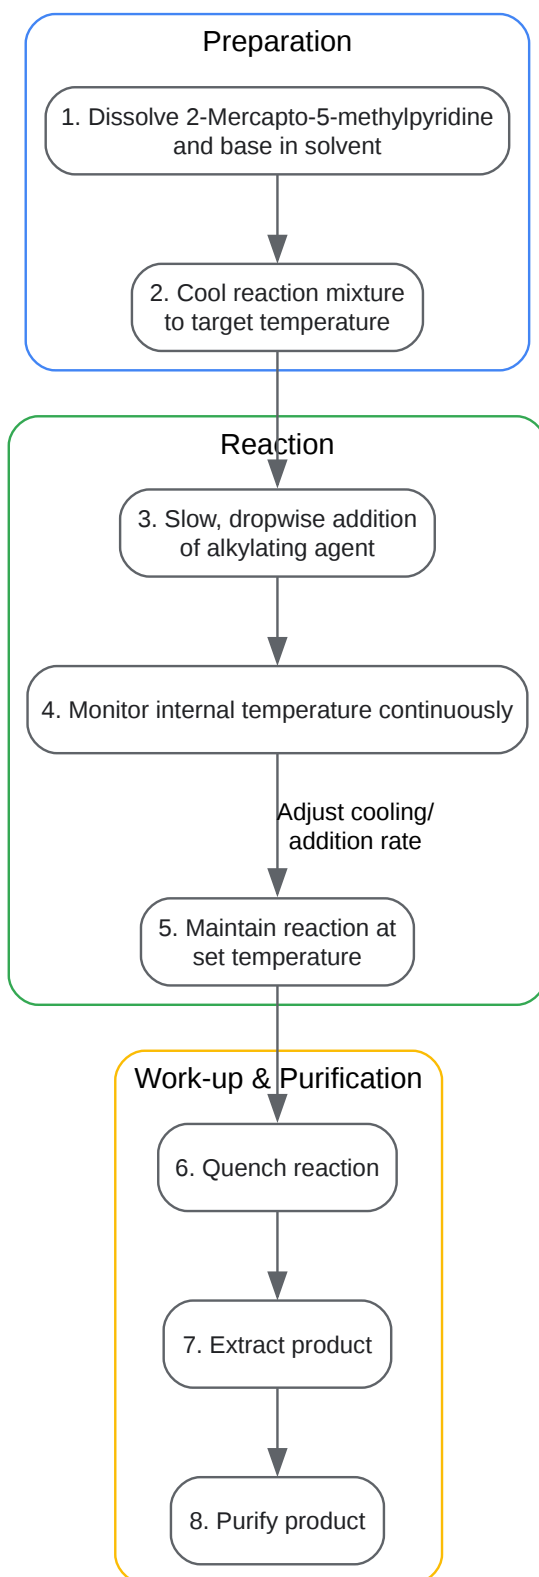 Preparation
1. Dissolve 2-Mercapto-5-methylpyridine
and base in solvent
2. Cool reaction mixture
to target temperature
Reaction
3. Slow, dropwise addition
of alkylating agent
4. Monitor internal temperature continuously
Adjust cooling/
addition rate
5. Maintain reaction at
set temperature
Work-up & Purification
6. Quench reaction
7. Extract product
8. Purify product